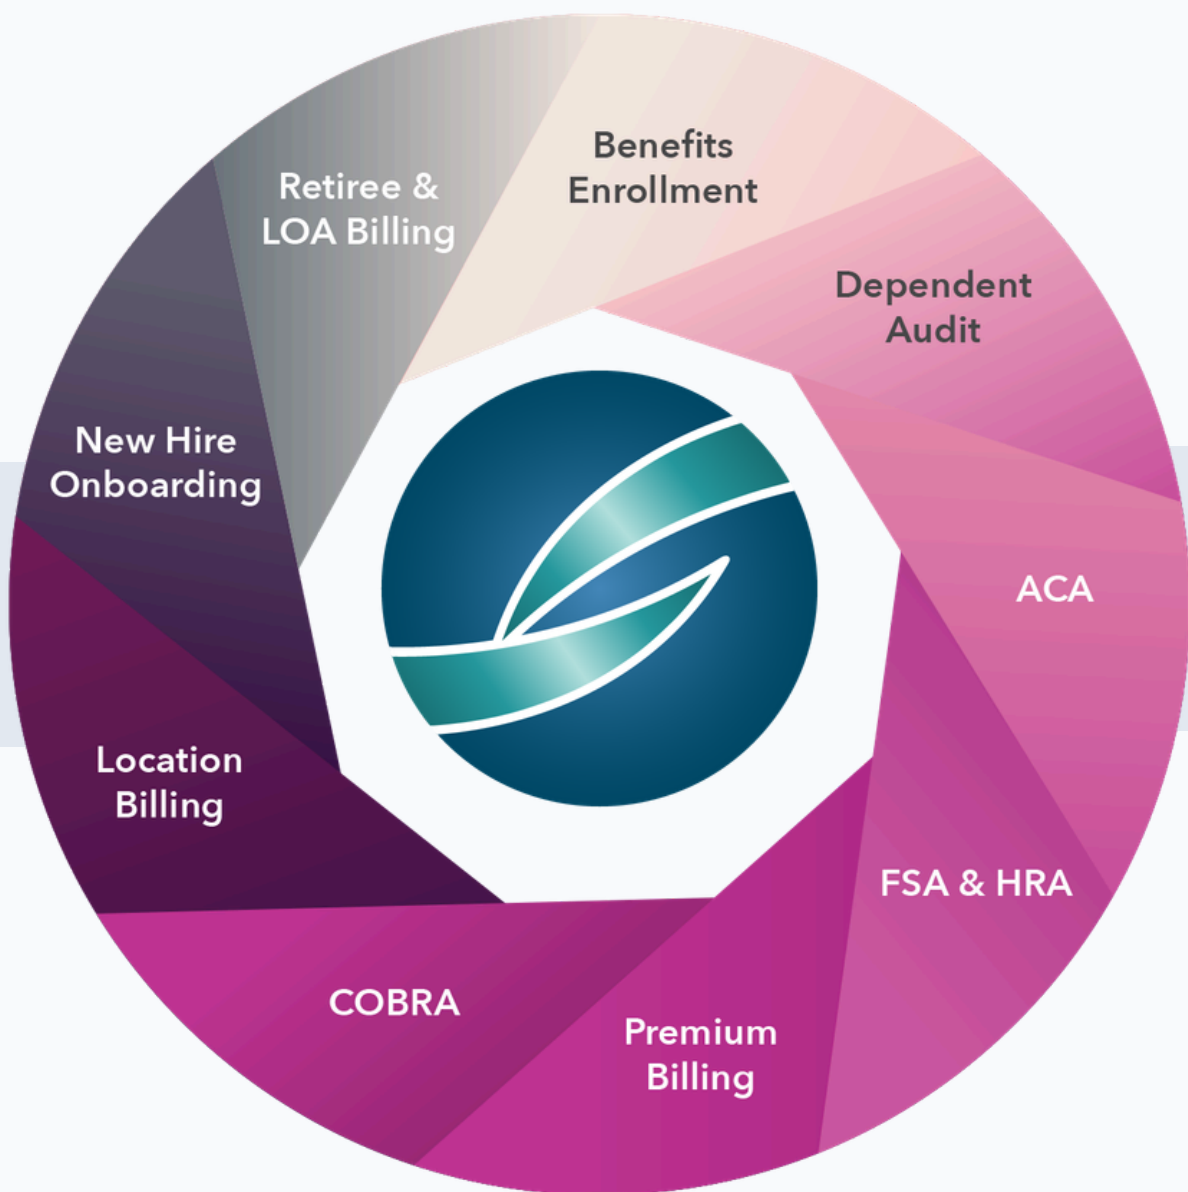 Benefits
Enrollment
Dependent
Audit
ACA
FSA & HRA
Premium
Billing
COBRA
Location
Billing
New Hire
Onboarding
Retiree &
LOA Billing